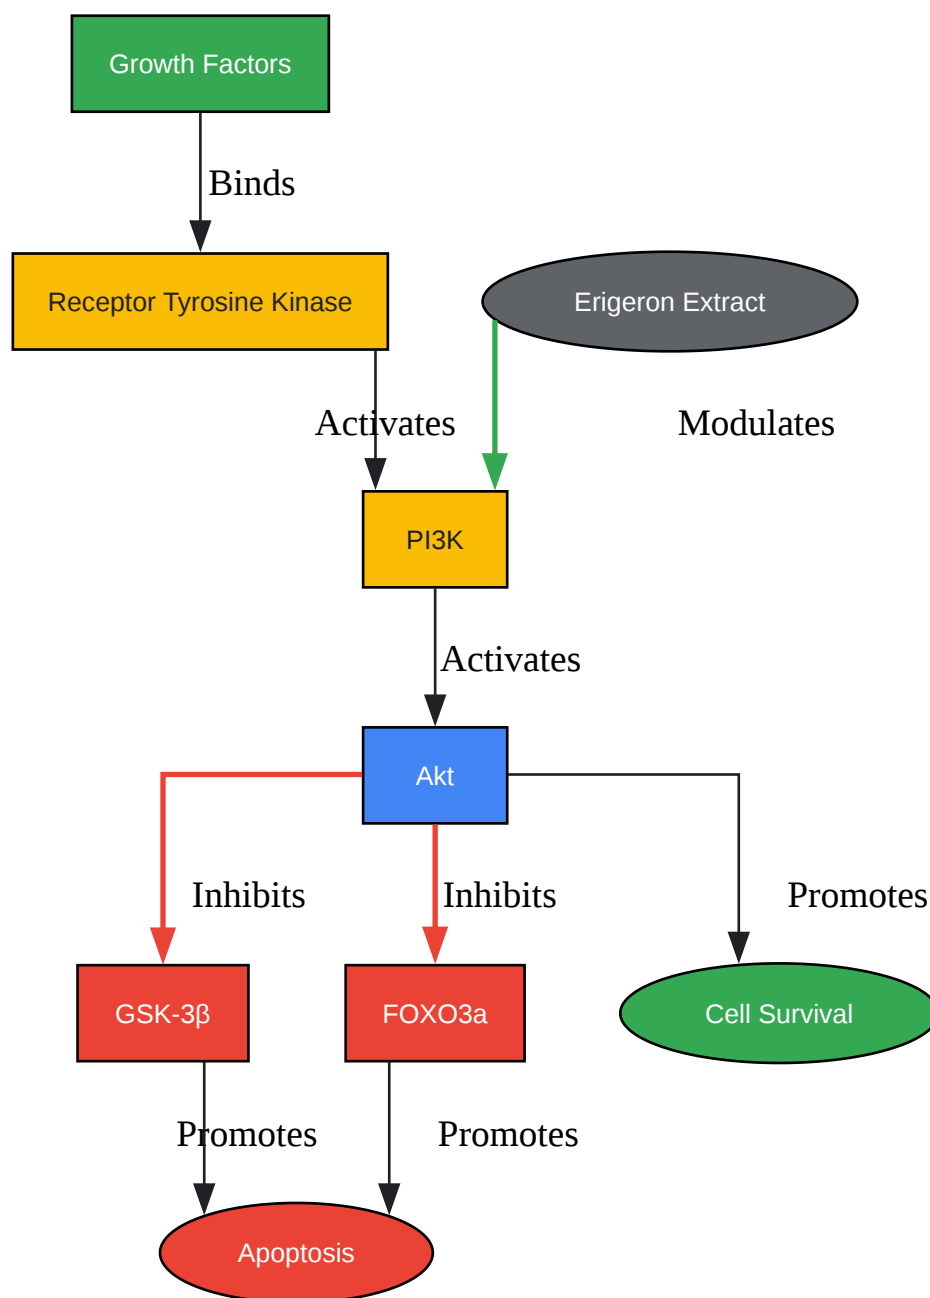 Growth Factors
Binds
Receptor Tyrosine Kinase
Erigeron Extract
Activates
Modulates
PI3K
Activates
Akt
Inhibits
Inhibits
Promotes
GSK-3β
FOXO3a
Cell Survival
Promotes
Promotes
Apoptosis